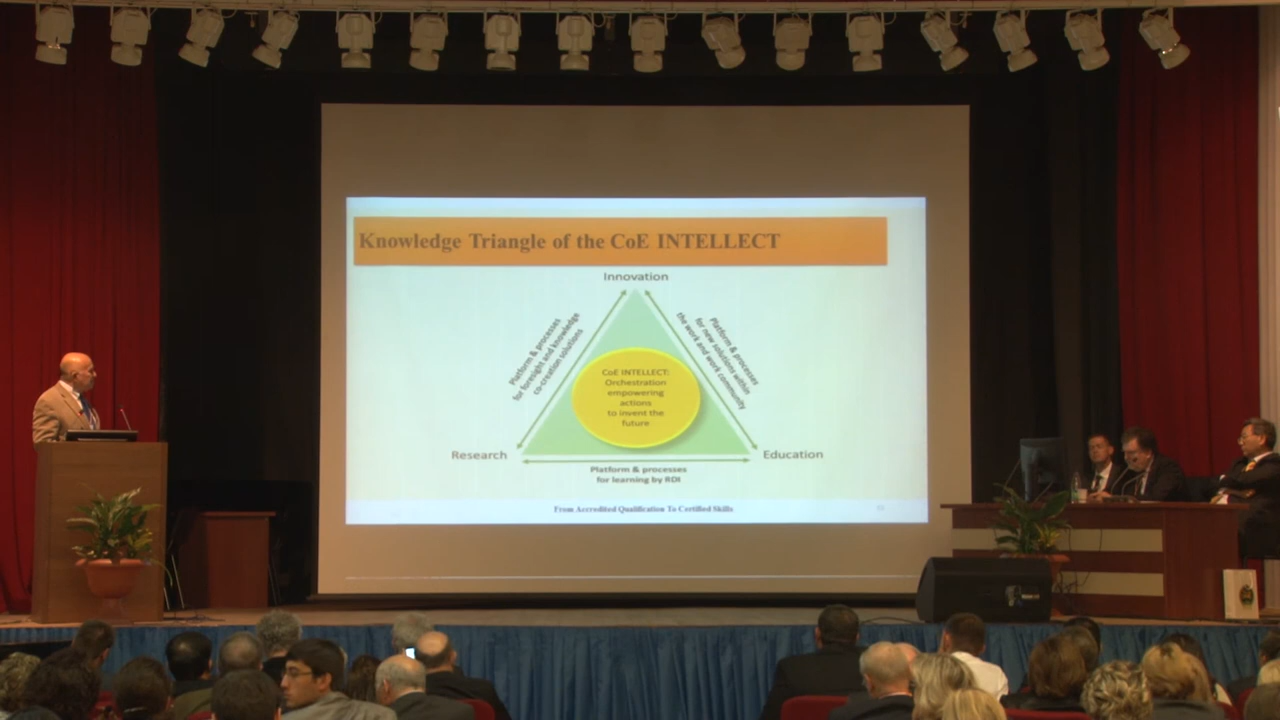 Knowledge Triangle of the CoE INTELLECT
Innovation
Platform & processes
for foresight and knowledge
co-creation solutions
Platform & processes
for new solutions within
the work and work community
CoE INTELLECT:
Orchestration
empowering
actions
to invent the
future
Research
Education
Platform & processes
for learning by RDI
From Accredited Qualification To Certified Skills